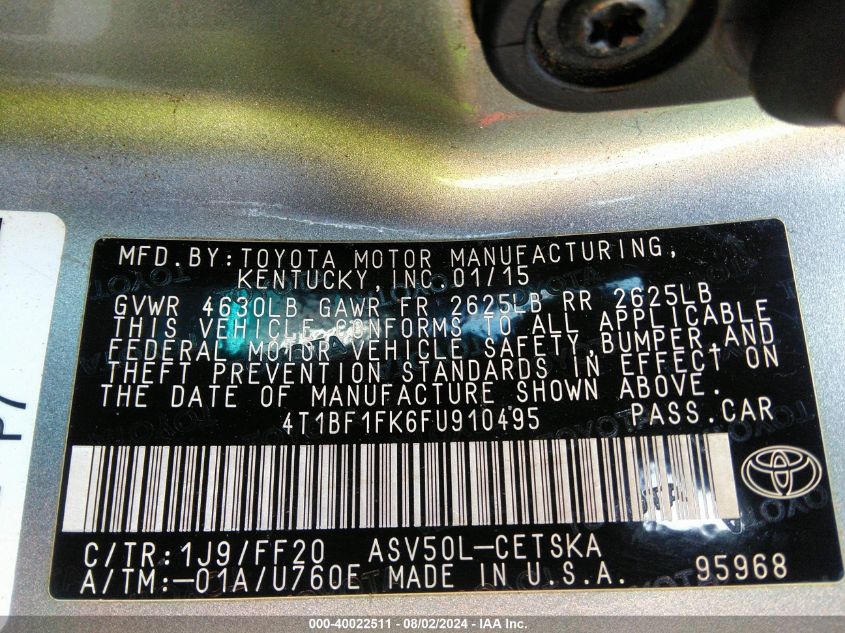 MFD.BY:TOYOTA MOTOR MANUFACTURING,
KENTUCKY,INC.01/15
GVWR 4630LB GAWR FR 2625LB RR 2625LB
THIS VEHICLE CONFORMS TO ALL APPLICABLE
FEDERAL MOTOR VEHICLE SAFETY,BUMPER,AND
THEFT PREVENTION STANDARDS IN EFFECT ON
THE DATE OF MANUFACTURE SHOWN ABOVE.
4T1BF1FK6FU910495 PASS.CAR
C/TR:1J9/FF20 ASV50L-CETSKA
A/TM:-01A/U760E MADE IN U.S.A. 95968
P7
000-40022511 - 08/02/2024 - IAAI.com